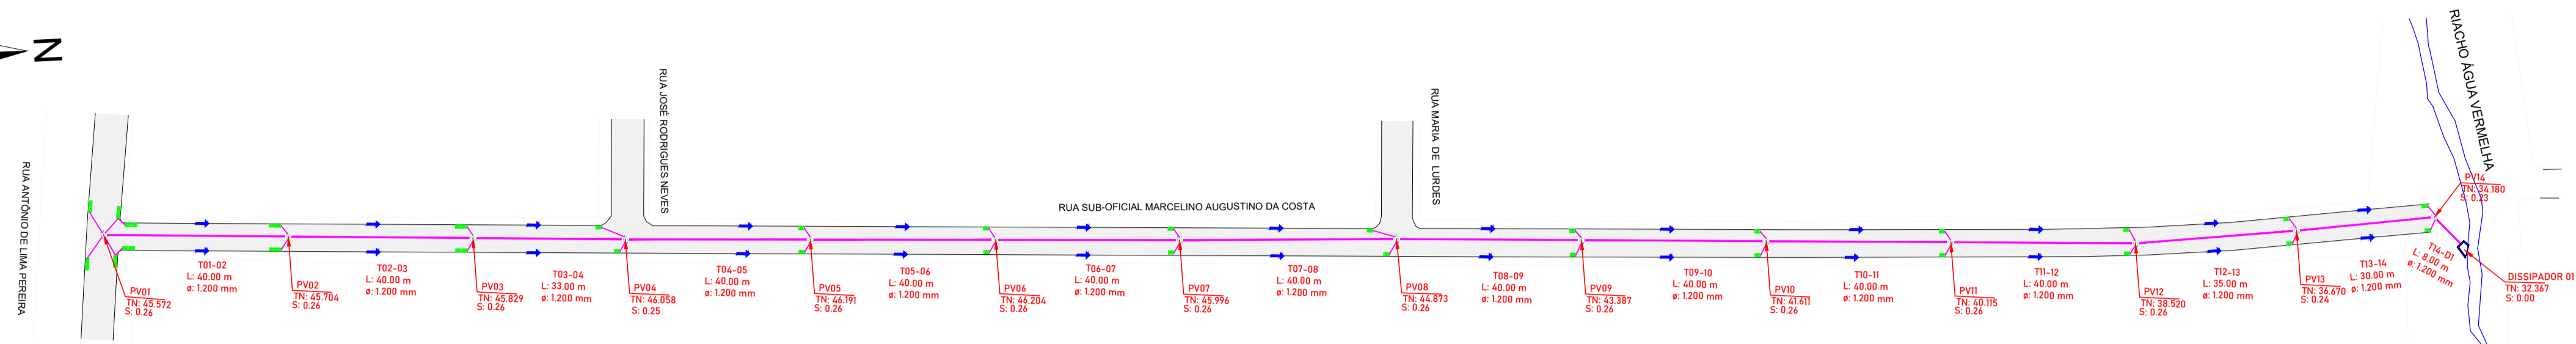 N
RUA ANTÔNIO DE LIMA PEREIRA
RUA JOSÉ RODRIGUES NEVES
RUA SUB-OFICIAL MARCELINO AUGUSTINO DA COSTA
RUA MARIA DE LURDES
RIACHO ÁGUA VERMELHA
PV01
TN: 45.572
S: 0.26
T01-02
L: 40.00 m
ø: 1.200 mm
PV02
TN: 45.704
S: 0.26
T02-03
L: 40.00 m
ø: 1.200 mm
PV03
TN: 45.829
S: 0.26
T03-04
L: 33.00 m
ø: 1.200 mm
PV04
TN: 46.058
S: 0.25
T04-05
L: 40.00 m
ø: 1.200 mm
PV05
TN: 46.191
S: 0.26
T05-06
L: 40.00 m
ø: 1.200 mm
PV06
TN: 46.204
S: 0.26
T06-07
L: 40.00 m
ø: 1.200 mm
PV07
TN: 45.996
S: 0.26
T07-08
L: 40.00 m
ø: 1.200 mm
PV08
TN: 44.873
S: 0.26
T08-09
L: 40.00 m
ø: 1.200 mm
PV09
TN: 43.387
S: 0.26
T09-10
L: 40.00 m
ø: 1.200 mm
PV10
TN: 41.611
S: 0.26
T10-11
L: 40.00 m
ø: 1.200 mm
PV11
TN: 40.115
S: 0.26
T11-12
L: 40.00 m
ø: 1.200 mm
PV12
TN: 38.520
S: 0.26
T12-13
L: 35.00 m
ø: 1.200 mm
PV13
TN: 36.670
S: 0.24
T13-14
L: 30.00 m
ø: 1.200 mm
PV14
TN: 34.180
S: 0.23
T14-D1
L: 8.00 m
ø: 1.200 mm
DISSIPADOR 01
TN: 32.367
S: 0.00